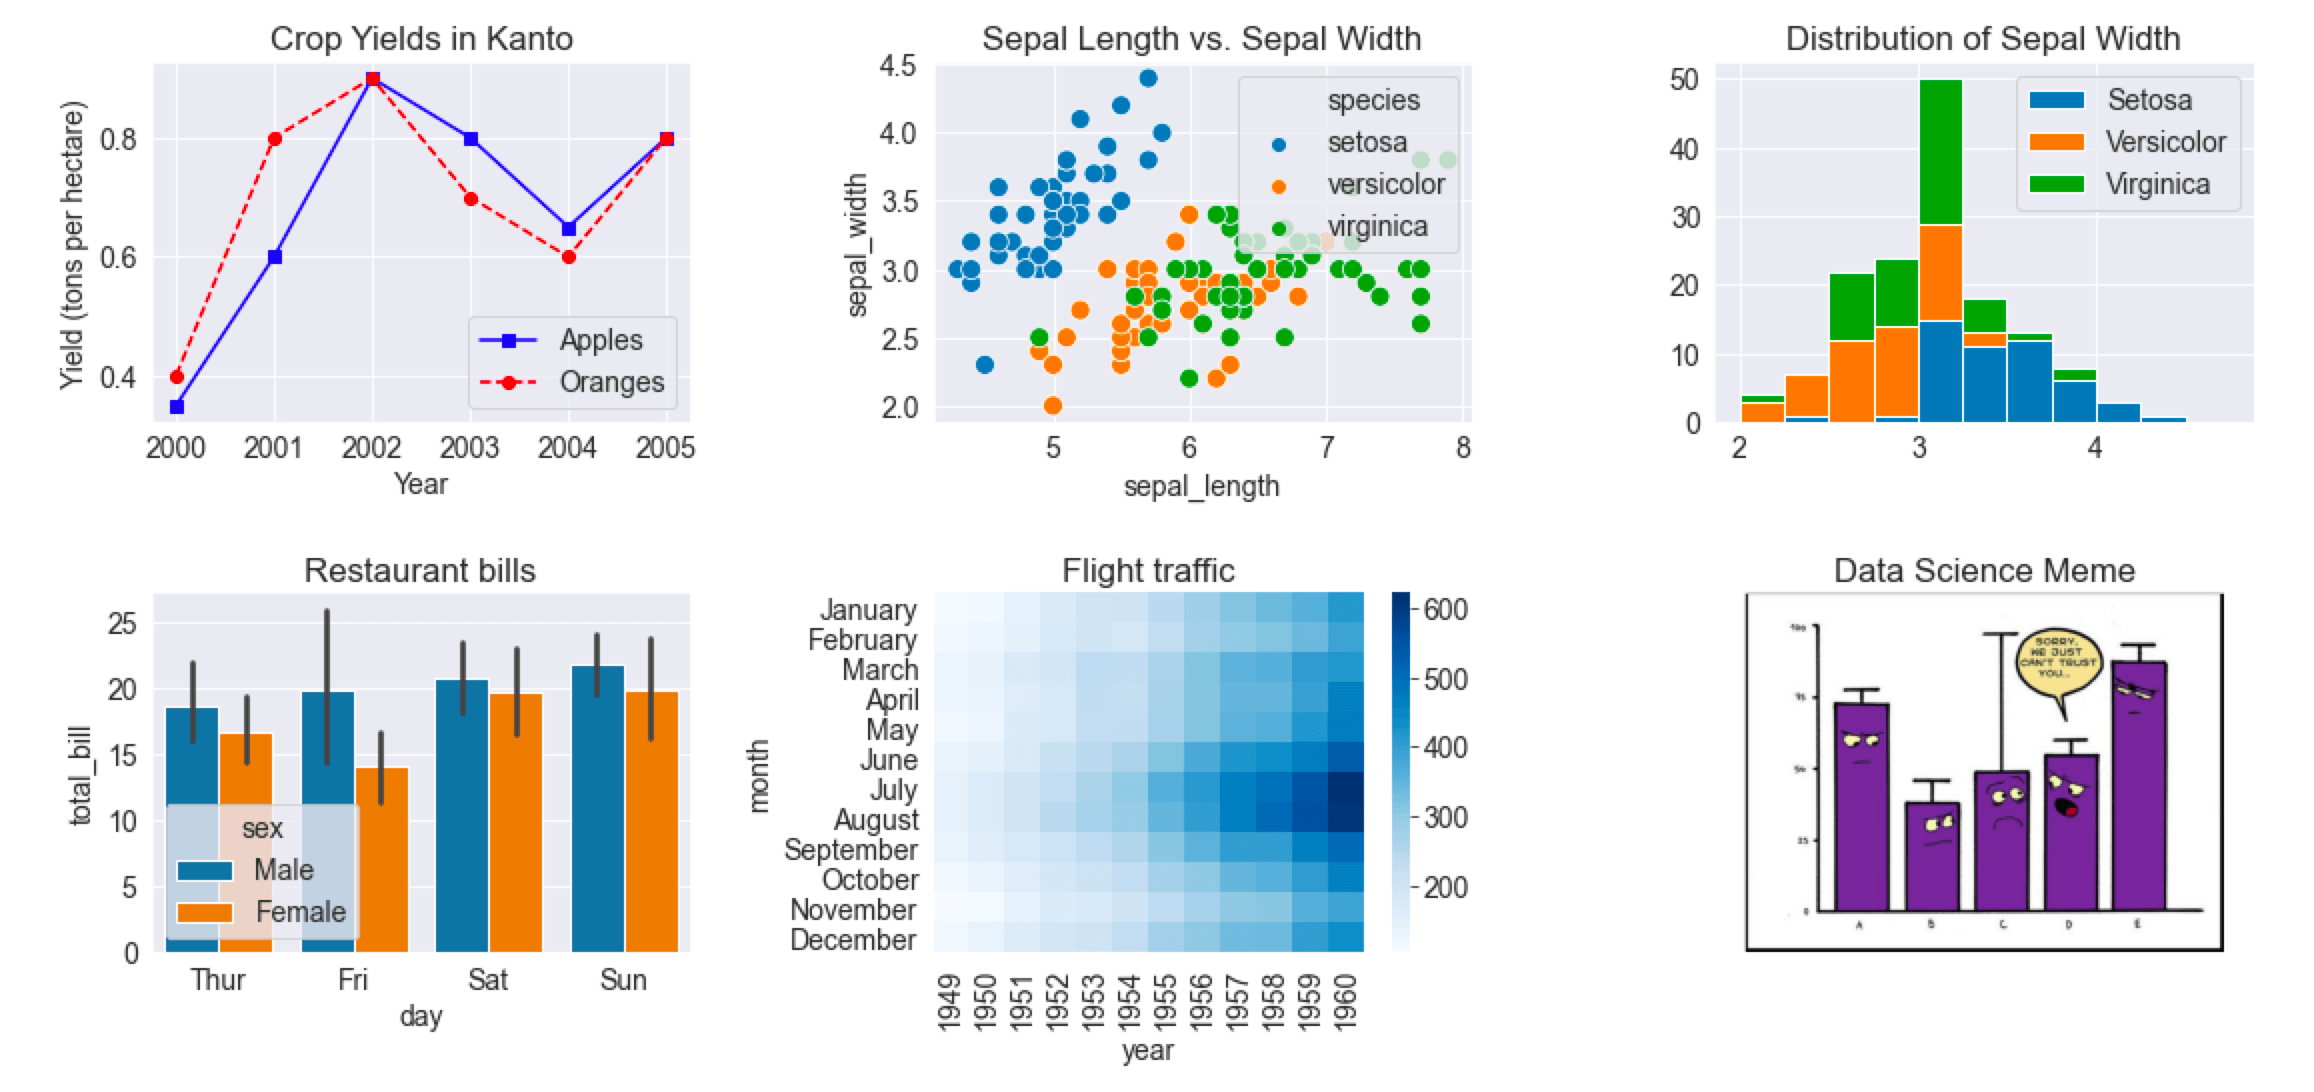 Crop Yields in Kanto
Yield (tons per hectare)
0.8
0.6
0.4
2000 2001 2002 2003 2004 2005
Year
Apples
Oranges
Sepal Length vs. Sepal Width
sepal_width
4.5
4.0
3.5
3.0
2.5
2.0
5 6 7 8
sepal_length
species
setosa
versicolor
virginica
Distribution of Sepal Width
50
40
30
20
10
0
2 3 4
Setosa
Versicolor
Virginica
Restaurant bills
total_bill
25
20
15
10
5
0
Thur Fri Sat Sun
day
sex
Male
Female
Flight traffic
month
January
February
March
April
May
June
July
August
September
October
November
December
1949 1950 1951 1952 1953 1954 1955 1956 1957 1958 1959 1960
year
600
500
400
300
200
Data Science Meme
SORRY,
WE JUST
CAN'T TRUST
YOU...
25
0
A B C D E